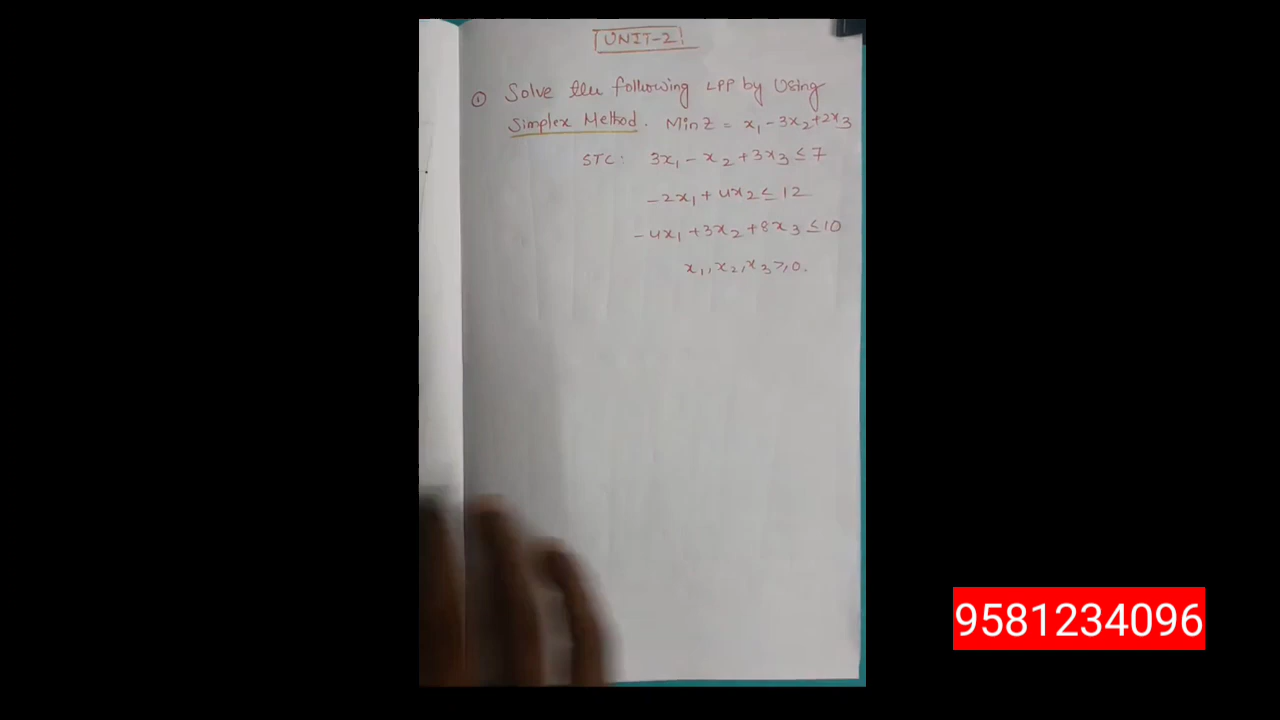 UNIT-2!
① Solve the following LPP by Using
Simplex Method. Min Z = x₁ - 3x₂ + 2x₃
STC: 3x₁ - x₂ + 3x₃ ≤ 7
-2x₁ + 4x₂ ≤ 12
-4x₁ + 3x₂ + 8x₃ ≤ 10
x₁, x₂, x₃ ≥ 0.
9581234096